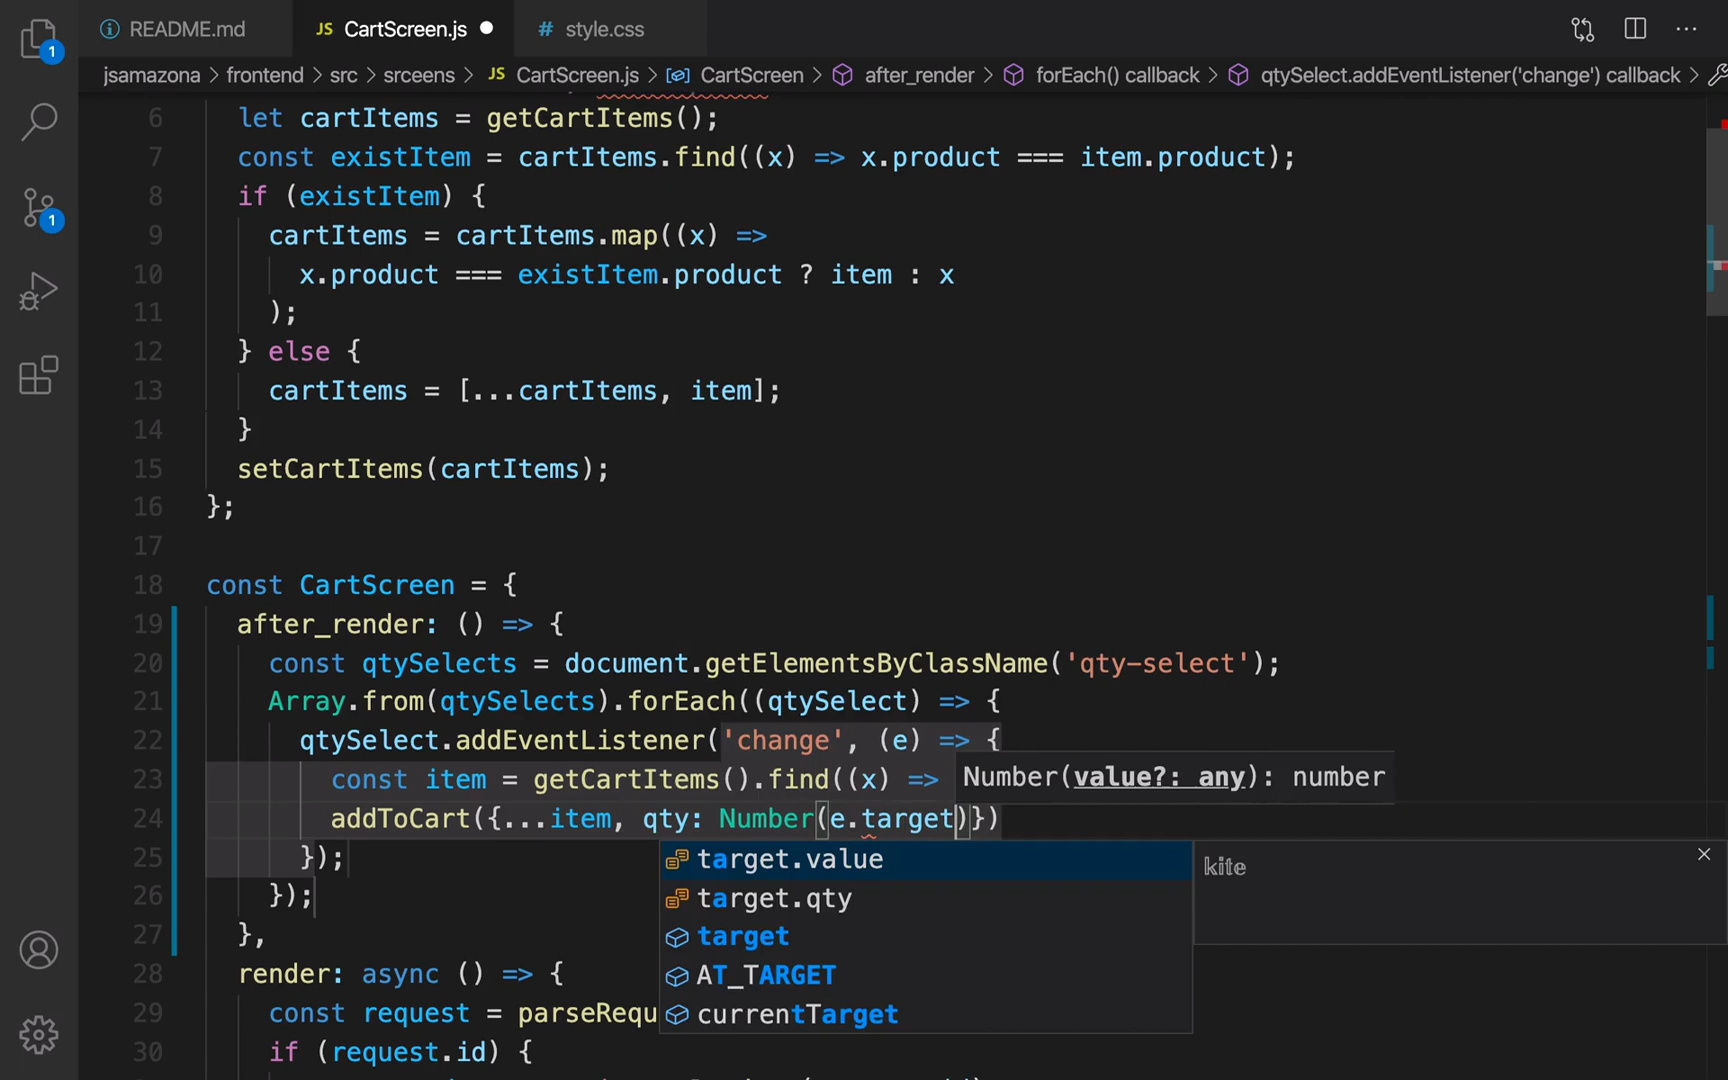 README.md
JS CartScreen.js
# style.css
jsamazona > frontend > src > srceens > JS CartScreen.js > CartScreen > after_render > forEach() callback > qtySelect.addEventListener('change') callback >
1
1
6 let cartItems = getCartItems();
7 const existItem = cartItems.find((x) => x.product === item.product);
8 if (existItem) {
9 cartItems = cartItems.map((x) =>
10 x.product === existItem.product ? item : x
11 );
12 } else {
13 cartItems = [...cartItems, item];
14 }
15 setCartItems(cartItems);
16 };
17
18 const CartScreen = {
19 after_render: () => {
20 const qtySelects = document.getElementsByClassName('qty-select');
21 Array.from(qtySelects).forEach((qtySelect) => {
22 qtySelect.addEventListener('change', (e) => {
23 const item = getCartItems().find((x) =>
Number(value?: any): number
24 addToCart({...item, qty: Number(e.target)})
25 });
26 });
27 },
28 render: async () => {
29 const request = parseRequ
30 if (request.id) {
target.value
target.qty
target
AT_TARGET
currentTarget
kite